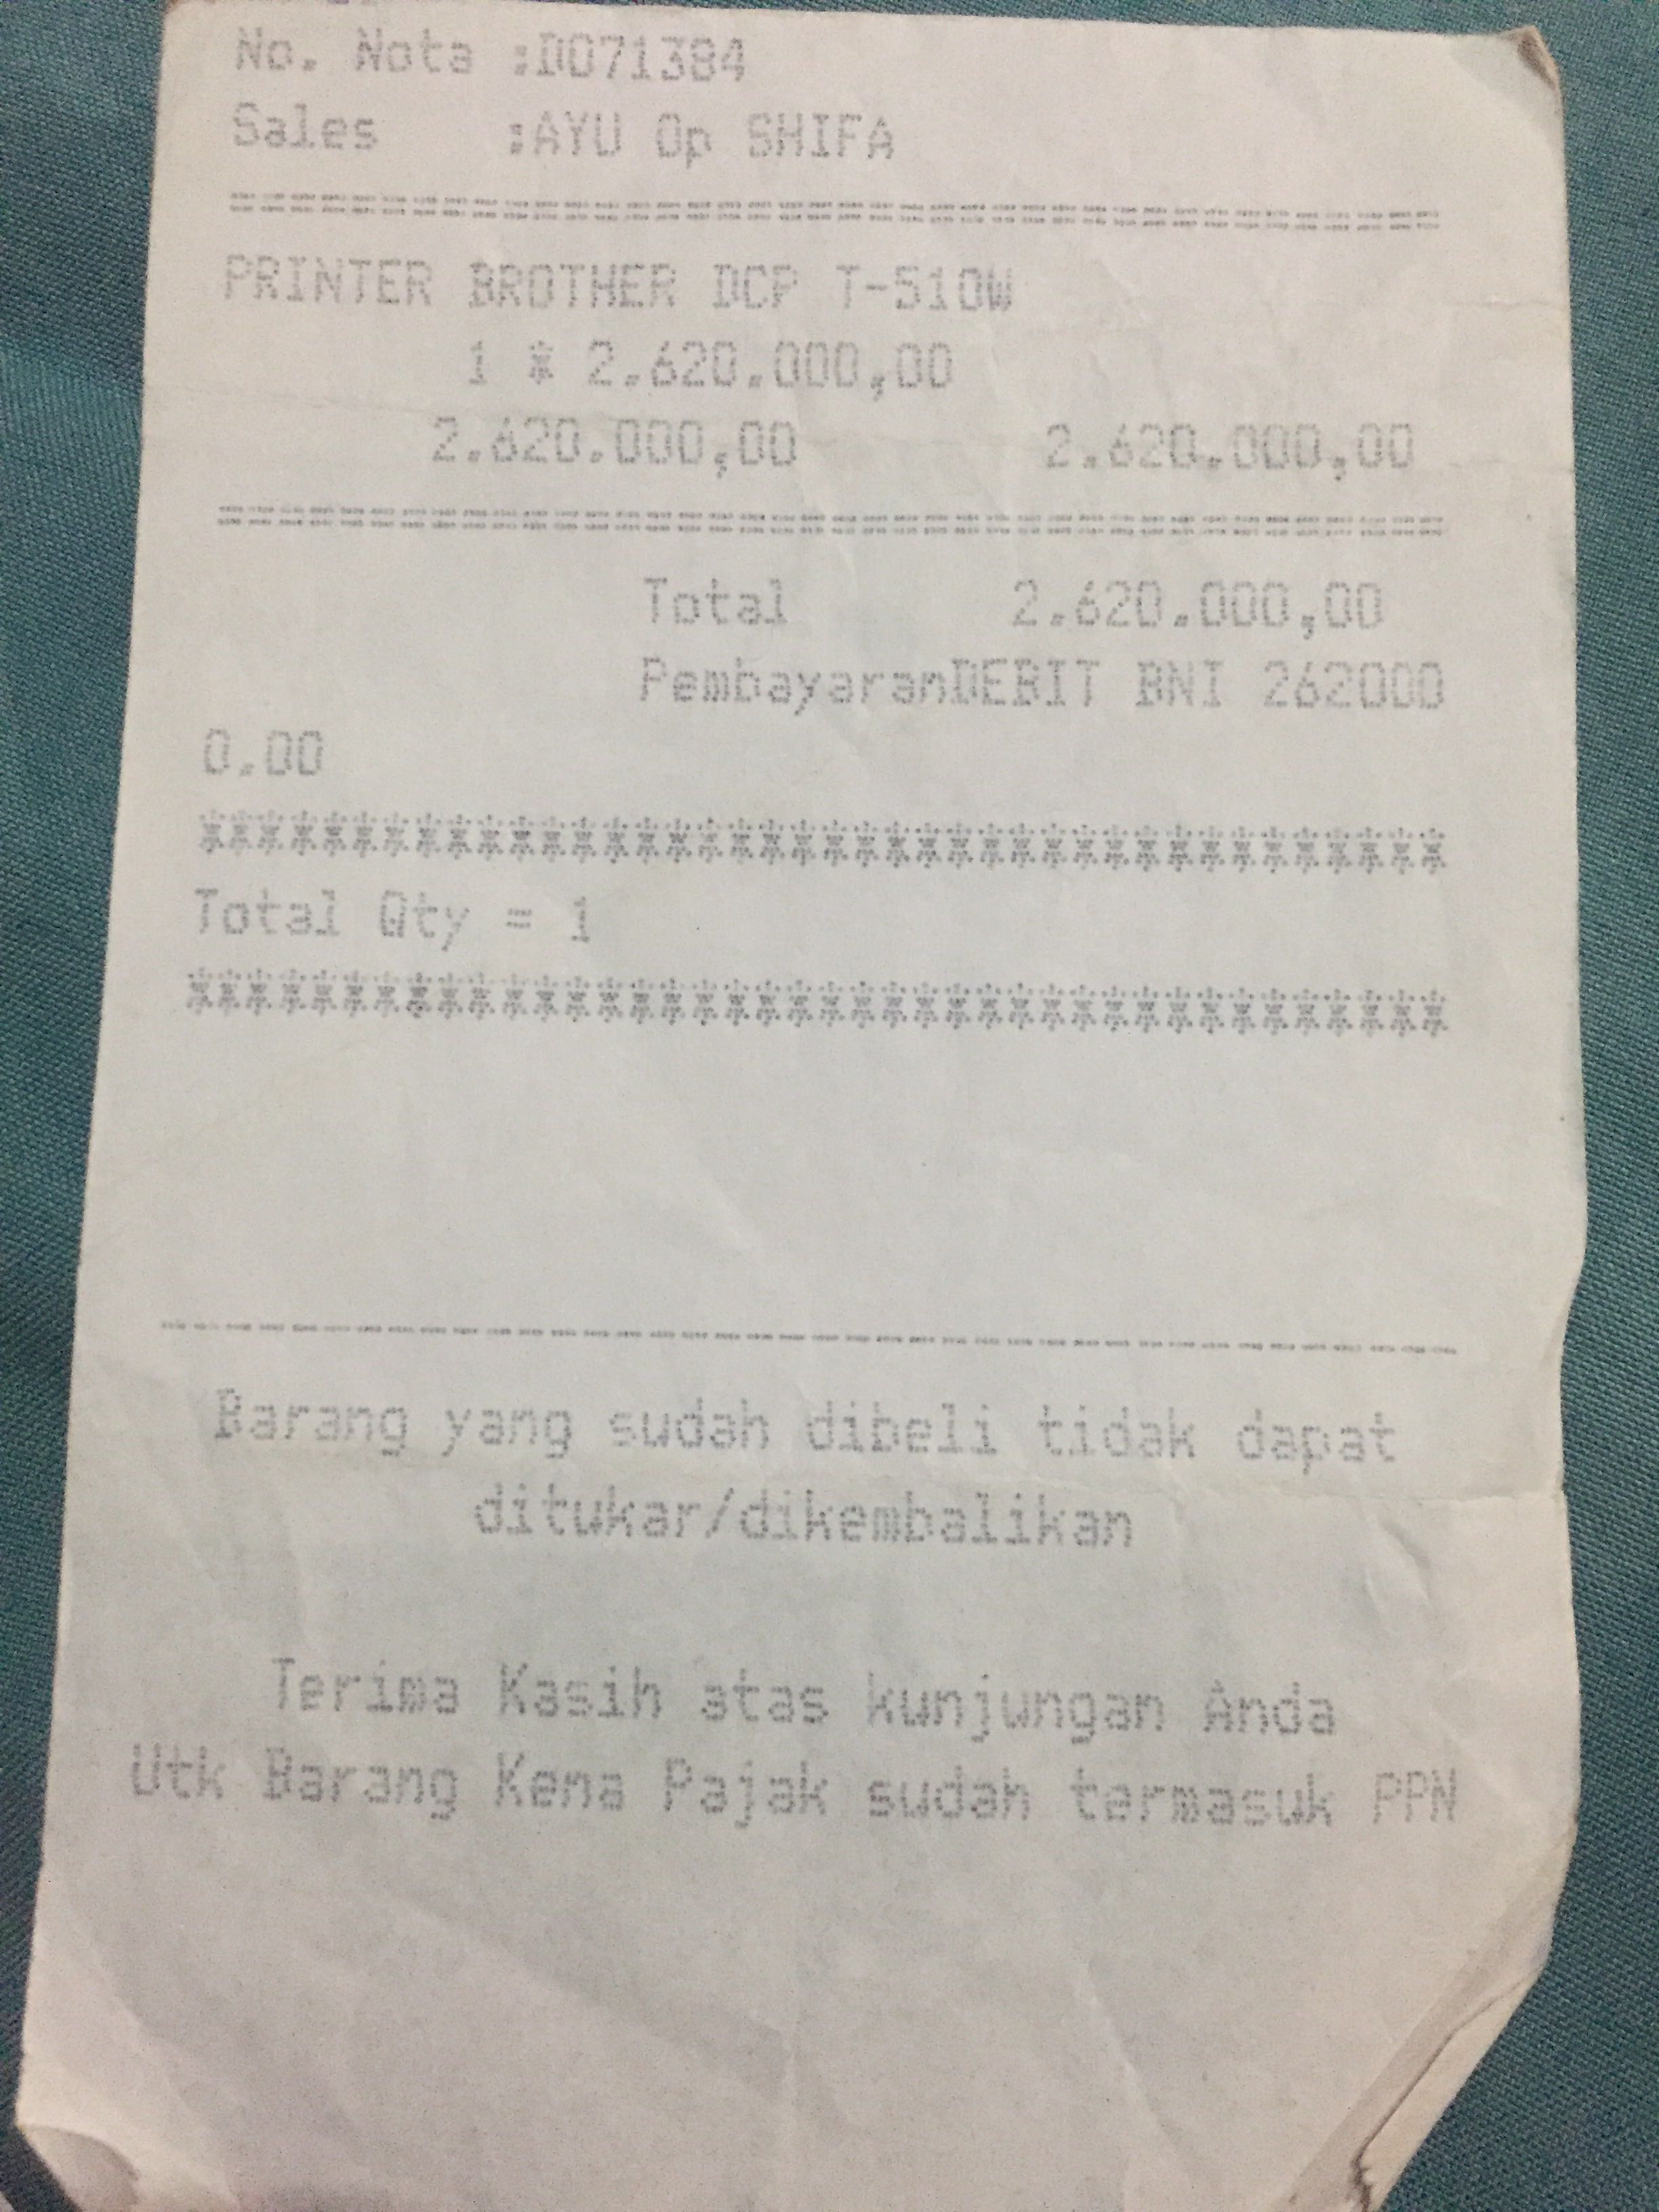 No. Nota :D071384
Sales :AYU Op SHIFA
PRINTER BROTHER DCP T-510W
1 * 2.620.000,00
2.620.000,00 2.620.000,00
Total 2.620.000,00
PembayaranDEBIT BNI 262000
0.00
****************************************
Total Qty = 1
****************************************
Barang yang sudah dibeli tidak dapat
ditukar/dikembalikan
Terima Kasih atas kunjungan Anda
Utk Barang Kena Pajak sudah termasuk PPN